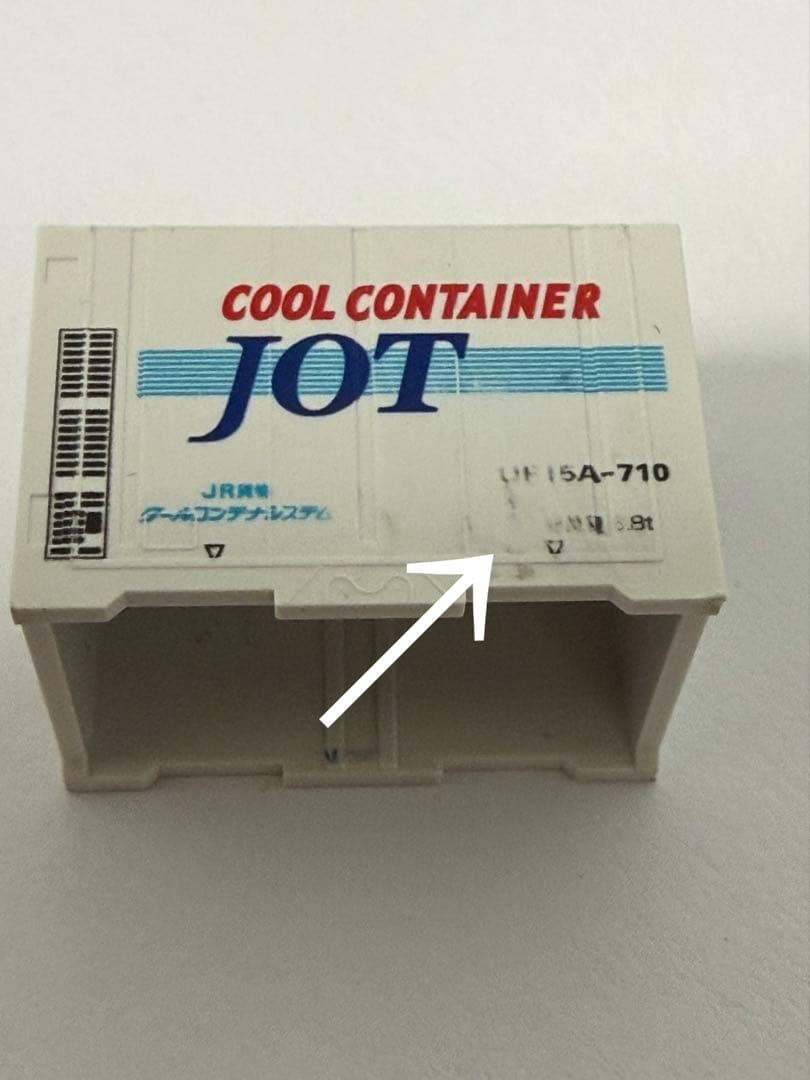 COOL CONTAINER
JOT
15A-710
JR貨物
クールコンテナシステム
.8t